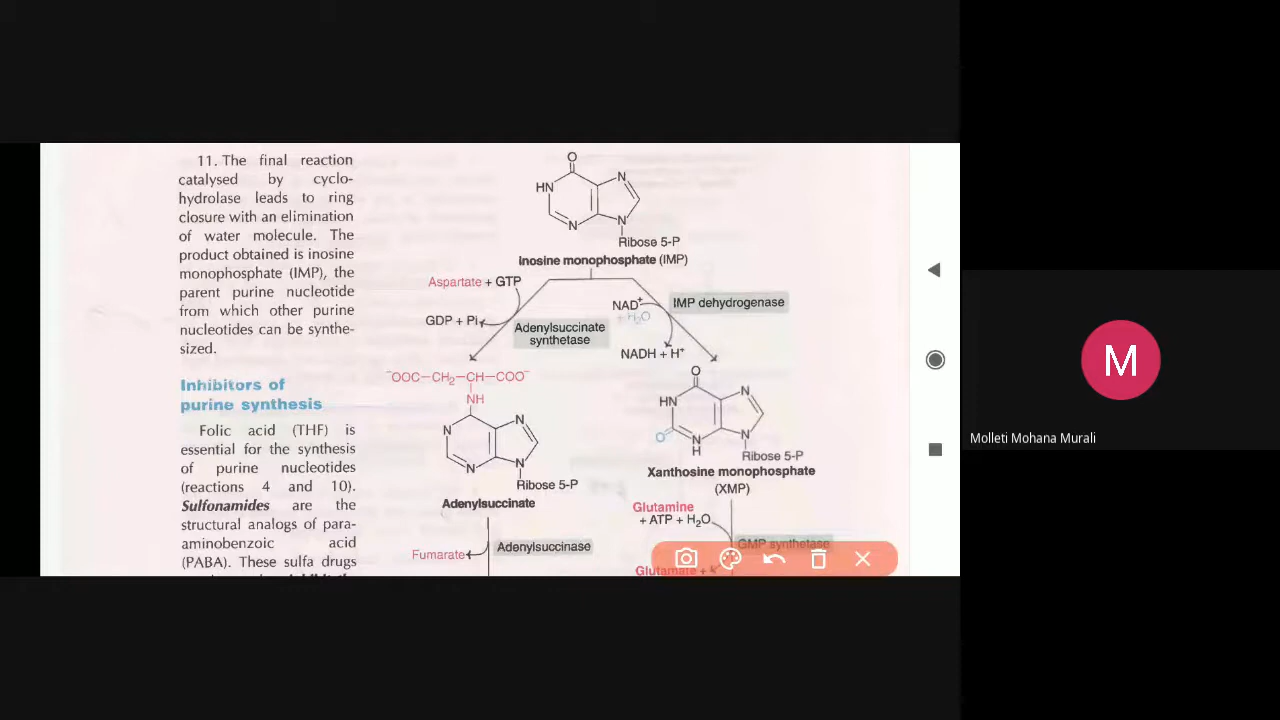 11. The final reaction
catalysed by cyclo-
hydrolase leads to ring
closure with an elimination
of water molecule. The
product obtained is inosine
monophosphate (IMP), the
parent purine nucleotide
from which other purine
nucleotides can be synthe-
sized.
Inhibitors of
purine synthesis
Folic acid (THF) is
essential for the synthesis
of purine nucleotides
(reactions 4 and 10).
Sulfonamides are the
structural analogs of para-
aminobenzoic acid
(PABA). These sulfa drugs
O
HN
N
N
N
Ribose 5-P
Inosine monophosphate (IMP)
Aspartate + GTP
GDP + Pi
Adenylsuccinate
synthetase
NAD+
+ H2O
IMP dehydrogenase
NADH + H+
-OOC-CH2-CH-COO-
NH
N
N
N
N
Ribose 5-P
Adenylsuccinate
Fumarate
Adenylsuccinase
O
HN
N
O
N
H
N
Ribose 5-P
Xanthosine monophosphate
(XMP)
Glutamine
+ ATP + H2O
GMP synthetase
Glutamate +
M
Molleti Mohana Murali